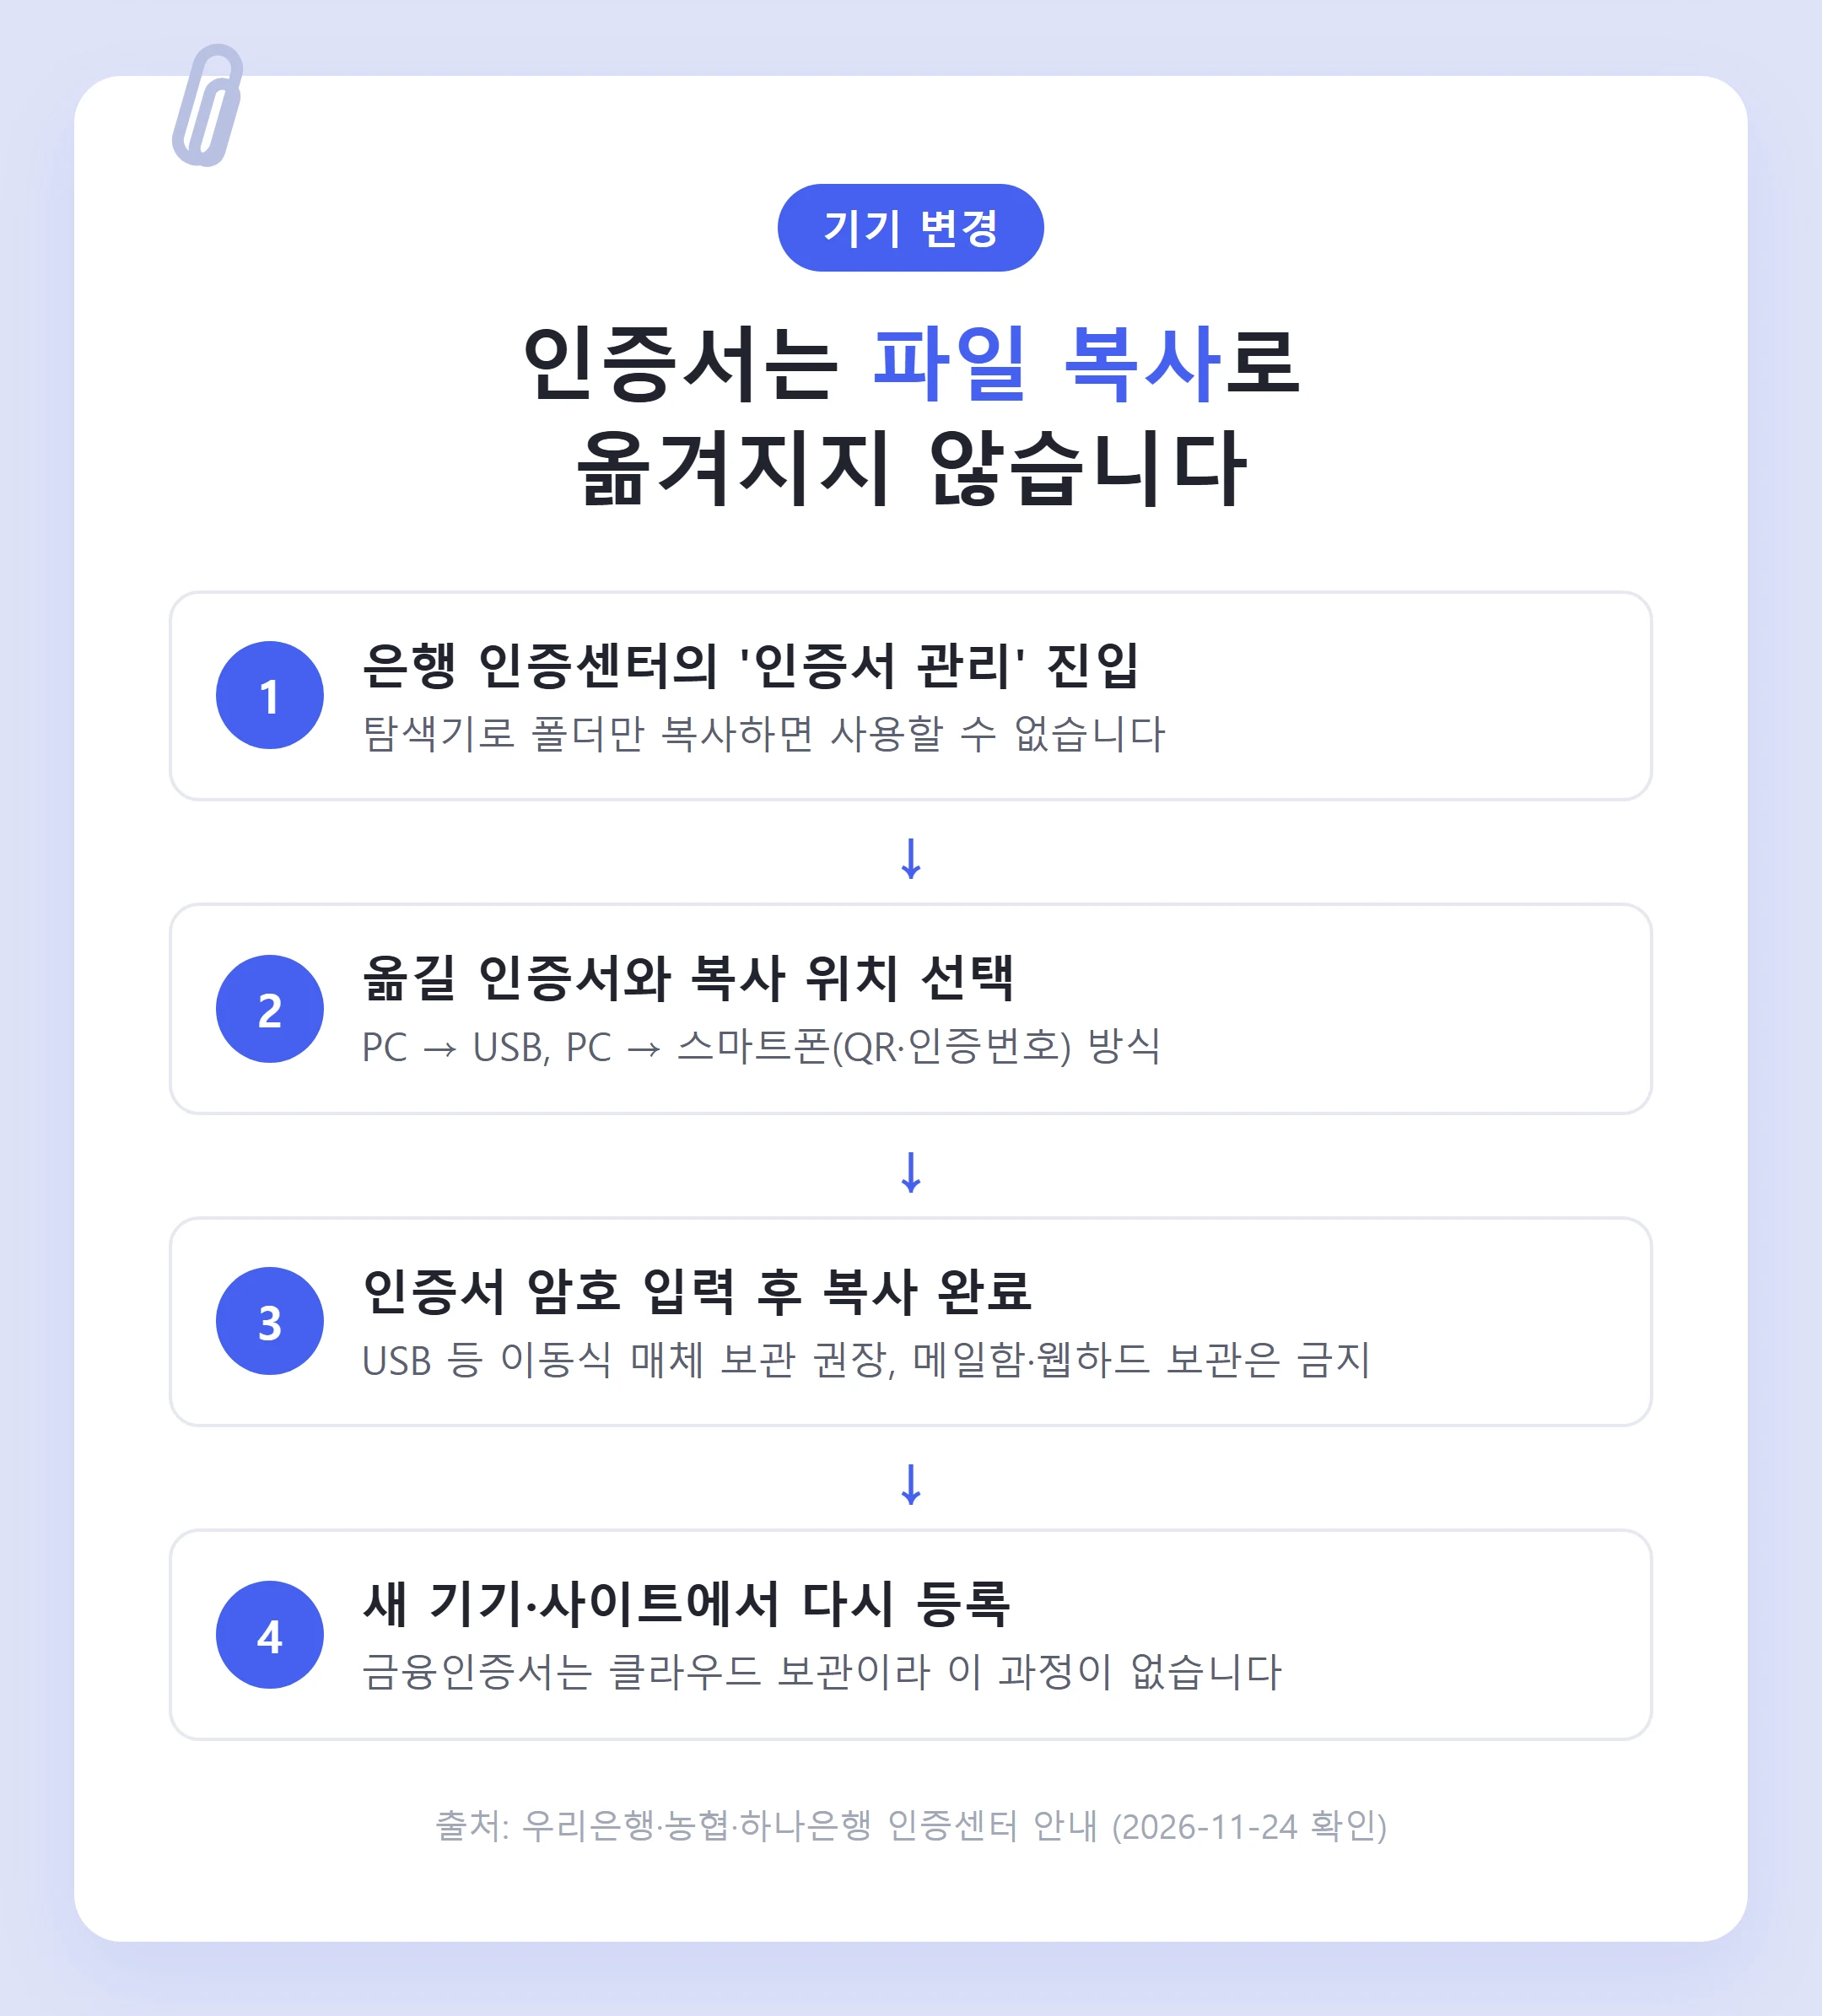 기기 변경
인증서는 파일 복사로
옮겨지지 않습니다
1
은행 인증센터의 '인증서 관리' 진입
탐색기로 폴더만 복사하면 사용할 수 없습니다
↓
2
옮길 인증서와 복사 위치 선택
PC → USB, PC → 스마트폰(QR·인증번호) 방식
↓
3
인증서 암호 입력 후 복사 완료
USB 등 이동식 매체 보관 권장, 메일함·웹하드 보관은 금지
↓
4
새 기기·사이트에서 다시 등록
금융인증서는 클라우드 보관이라 이 과정이 없습니다
출처: 우리은행·농협·하나은행 인증센터 안내 (2026-11-24 확인)